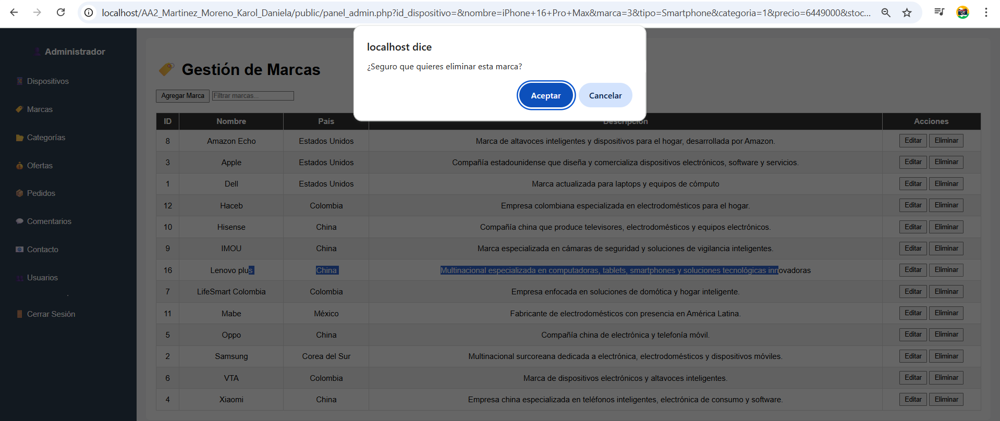 localhost/AA2_Martinez_Moreno_Karol_Daniela/public/panel_admin.php?id_dispositivo=&nombre=iPhone+16+Pro+Max&marca=3&tipo=Smartphone&categoria=1&precio=6449000&stoc...
localhost dice
¿Seguro que quieres eliminar esta marca?
Aceptar Cancelar
Administrador
Dispositivos
Marcas
Categorías
Ofertas
Pedidos
Comentarios
Contacto
Usuarios
.
Cerrar Sesión
Gestión de Marcas
Agregar Marca Filtrar marcas...
ID Nombre País Descripción Acciones
8 Amazon Echo Estados Unidos Marca de altavoces inteligentes y dispositivos para el hogar, desarrollada por Amazon. Editar Eliminar
3 Apple Estados Unidos Compañía estadounidense que diseña y comercializa dispositivos electrónicos, software y servicios. Editar Eliminar
1 Dell Estados Unidos Marca actualizada para laptops y equipos de cómputo Editar Eliminar
12 Haceb Colombia Empresa colombiana especializada en electrodomésticos para el hogar. Editar Eliminar
10 Hisense China Compañía china que produce televisores, electrodomésticos y equipos electrónicos. Editar Eliminar
9 IMOU China Marca especializada en cámaras de seguridad y soluciones de vigilancia inteligentes. Editar Eliminar
16 Lenovo plus China Multinacional especializada en computadoras, tablets, smartphones y soluciones tecnológicas innovadoras Editar Eliminar
7 LifeSmart Colombia Colombia Empresa enfocada en soluciones de domótica y hogar inteligente. Editar Eliminar
11 Mabe México Fabricante de electrodomésticos con presencia en América Latina. Editar Eliminar
5 Oppo China Compañía china de electrónica y telefonía móvil. Editar Eliminar
2 Samsung Corea del Sur Multinacional surcoreana dedicada a electrónica, electrodomésticos y dispositivos móviles. Editar Eliminar
6 VTA Colombia Marca de dispositivos electrónicos y altavoces inteligentes. Editar Eliminar
4 Xiaomi China Empresa china especializada en teléfonos inteligentes, electrónica de consumo y software. Editar Eliminar